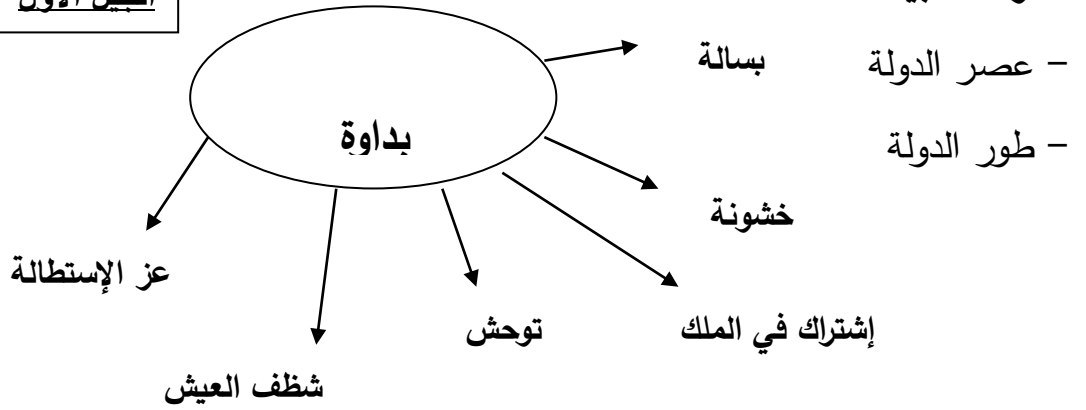 الجيل الأول
– عصر الدولة
بسالة
– طور الدولة
بداوة
خشونة
عز الإستطالة
إشتراك في الملك
توحش
شظف العيش